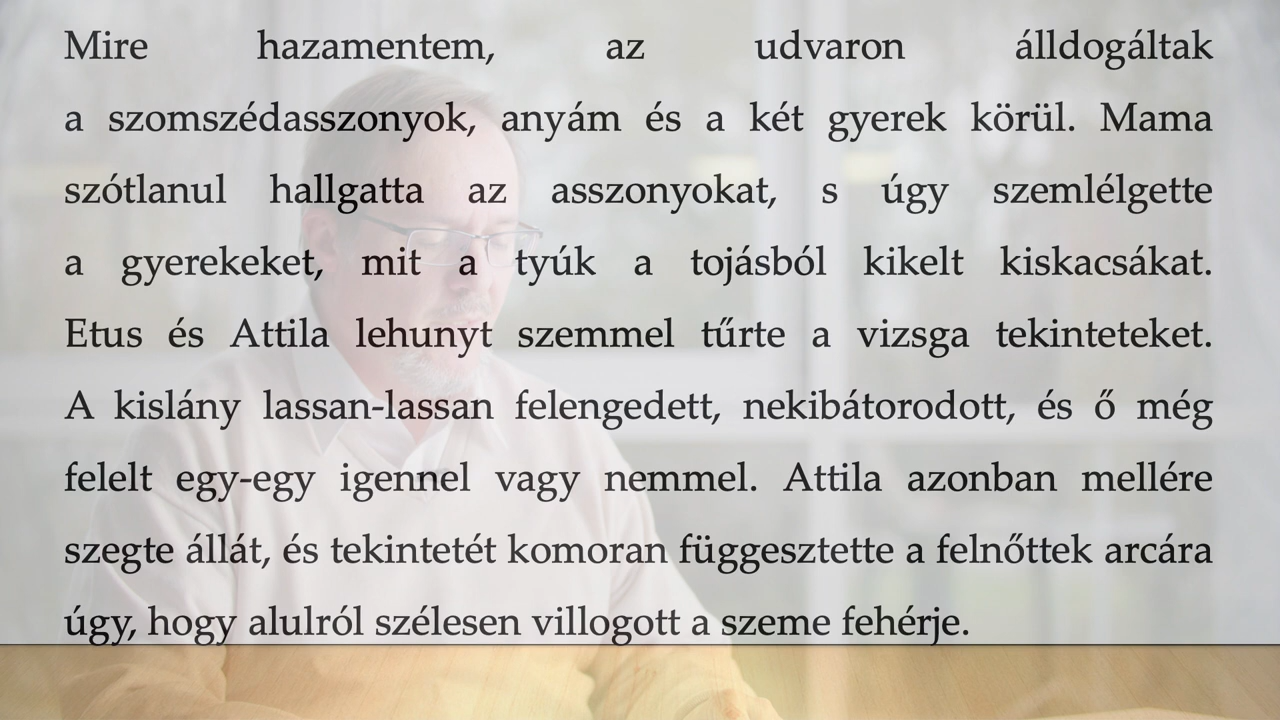 Mire hazamentem, az udvaron álldogáltak
a szomszédasszonyok, anyám és a két gyerek körül. Mama
szótlanul hallgatta az asszonyokat, s úgy szemlélgette
a gyerekeket, mit a tyúk a tojásból kikelt kiskacsákat.
Etus és Attila lehunyt szemmel tűrte a vizsga tekinteteket.
A kislány lassan-lassan felengedett, nekibátorodott, és ő még
felelt egy-egy igennel vagy nemmel. Attila azonban mellére
szegte állát, és tekintetét komoran függesztette a felnőttek arcára
úgy, hogy alulról szélesen villogott a szeme fehérje.